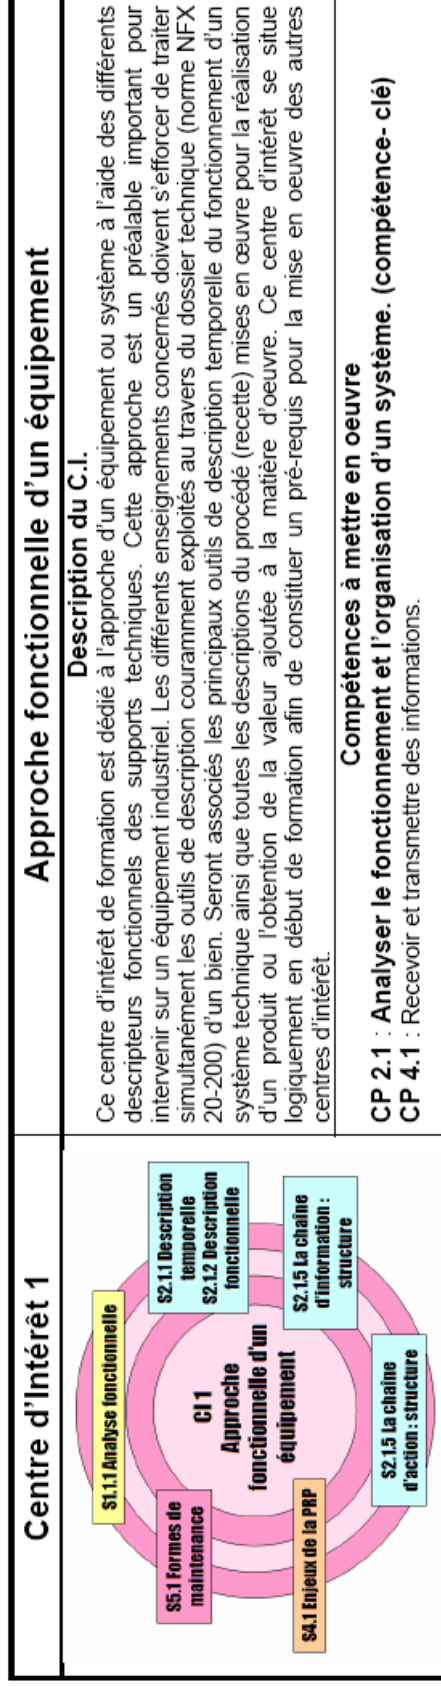 Centre d'Intérêt 1
Approche fonctionnelle d'un équipement
S1.1.1 Analyse fonctionnelle
S5.1 Formes de
maintenance
S2.1.1 Description
temporelle
S2.1.2 Description
fonctionnelle
CI 1
Approche
fonctionnelle d'un
équipement
S4.1 Enjeux de la PRP
S2.1.5 La chaîne
d'information :
structure
S2.1.5 La chaîne
d'action : structure
Description du C.I.
Ce centre d'intérêt de formation est dédié à l'approche d'un équipement ou système à l'aide des différents
descripteurs fonctionnels des supports techniques. Cette approche est un préalable important pour
intervenir sur un équipement industriel. Les différents enseignements concernés doivent s'efforcer de traiter
simultanément les outils de description couramment exploités au travers du dossier technique (norme NFX
20-200) d'un bien. Seront associés les principaux outils de description temporelle du fonctionnement d'un
système technique ainsi que toutes les descriptions du procédé (recette) mises en œuvre pour la réalisation
d'un produit ou l'obtention de la valeur ajoutée à la matière d'oeuvre. Ce centre d'intérêt se situe
logiquement en début de formation afin de constituer un pré-requis pour la mise en oeuvre des autres
centres d'intérêt.
Compétences à mettre en oeuvre
CP 2.1 : Analyser le fonctionnement et l'organisation d'un système. (compétence- clé)
CP 4.1 : Recevoir et transmettre des informations.